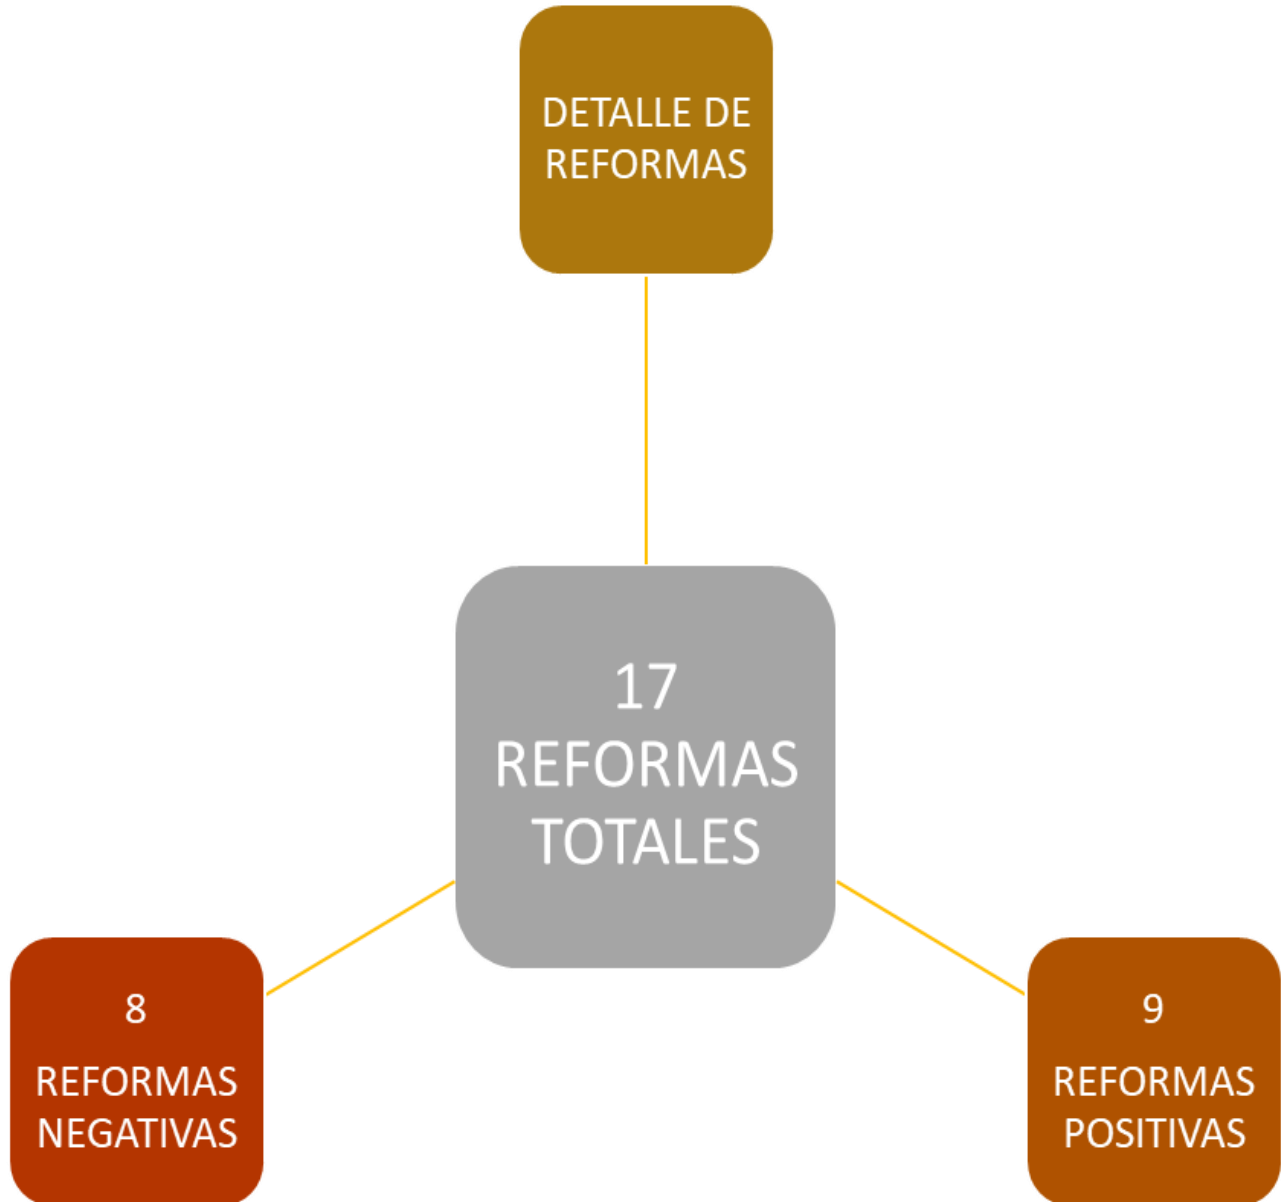 DETALLE DE
REFORMAS
17
REFORMAS
TOTALES
8
REFORMAS
NEGATIVAS
9
REFORMAS
POSITIVAS